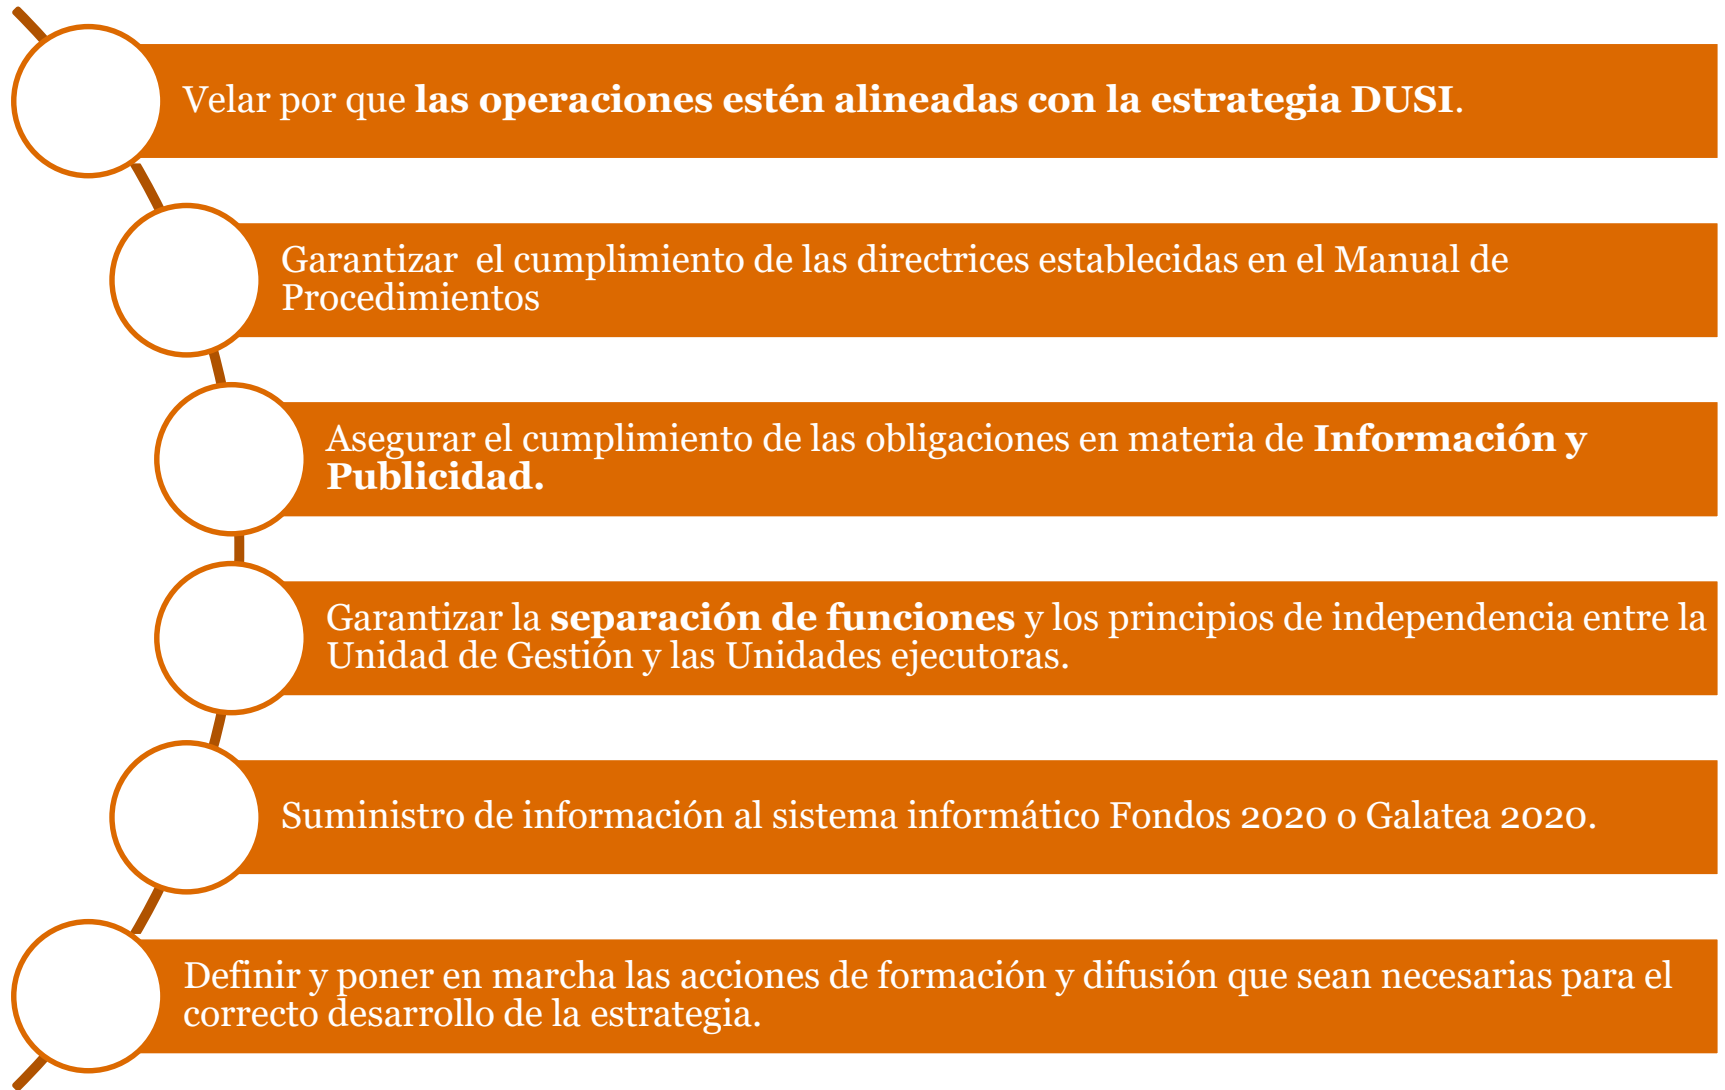 Velar por que las operaciones estén alineadas con la estrategia DUSI.
Garantizar  el cumplimiento de las directrices establecidas en el Manual de
Procedimientos
Asegurar el cumplimiento de las obligaciones en materia de Información y
Publicidad.
Garantizar la separación de funciones y los principios de independencia entre la
Unidad de Gestión y las Unidades ejecutoras.
Suministro de información al sistema informático Fondos 2020 o Galatea 2020.
Definir y poner en marcha las acciones de formación y difusión que sean necesarias para el
correcto desarrollo de la estrategia.